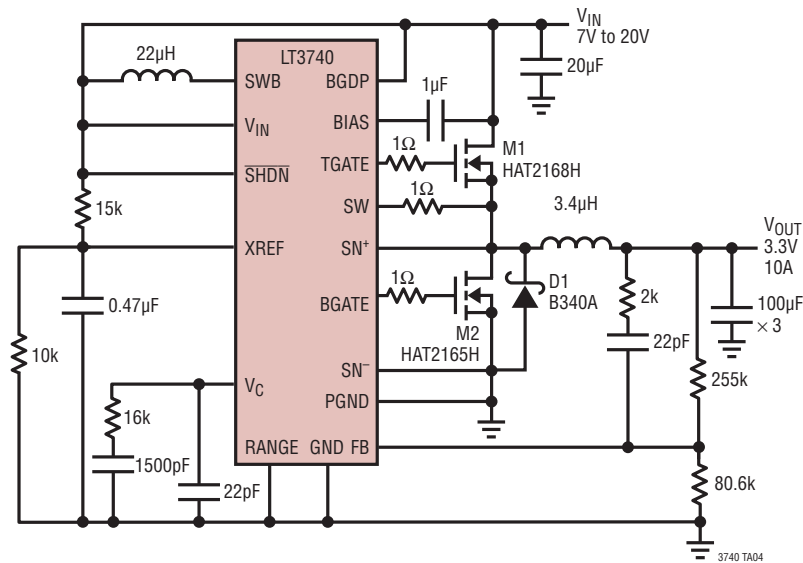 V_IN
7V to 20V
22µH
LT3740
SWB
BGDP
1µF
20µF
V_IN
BIAS
M1
HAT2168H
1Ω
TGATE
SHDN
1Ω
SW
15k
3.4µH
V_OUT
3.3V
10A
XREF
SN+
1Ω
D1
B340A
2k
100µF
× 3
0.47µF
BGATE
M2
HAT2165H
22pF
10k
SN−
255k
V_C
PGND
16k
RANGE GND FB
1500pF
22pF
80.6k
3740 TA04